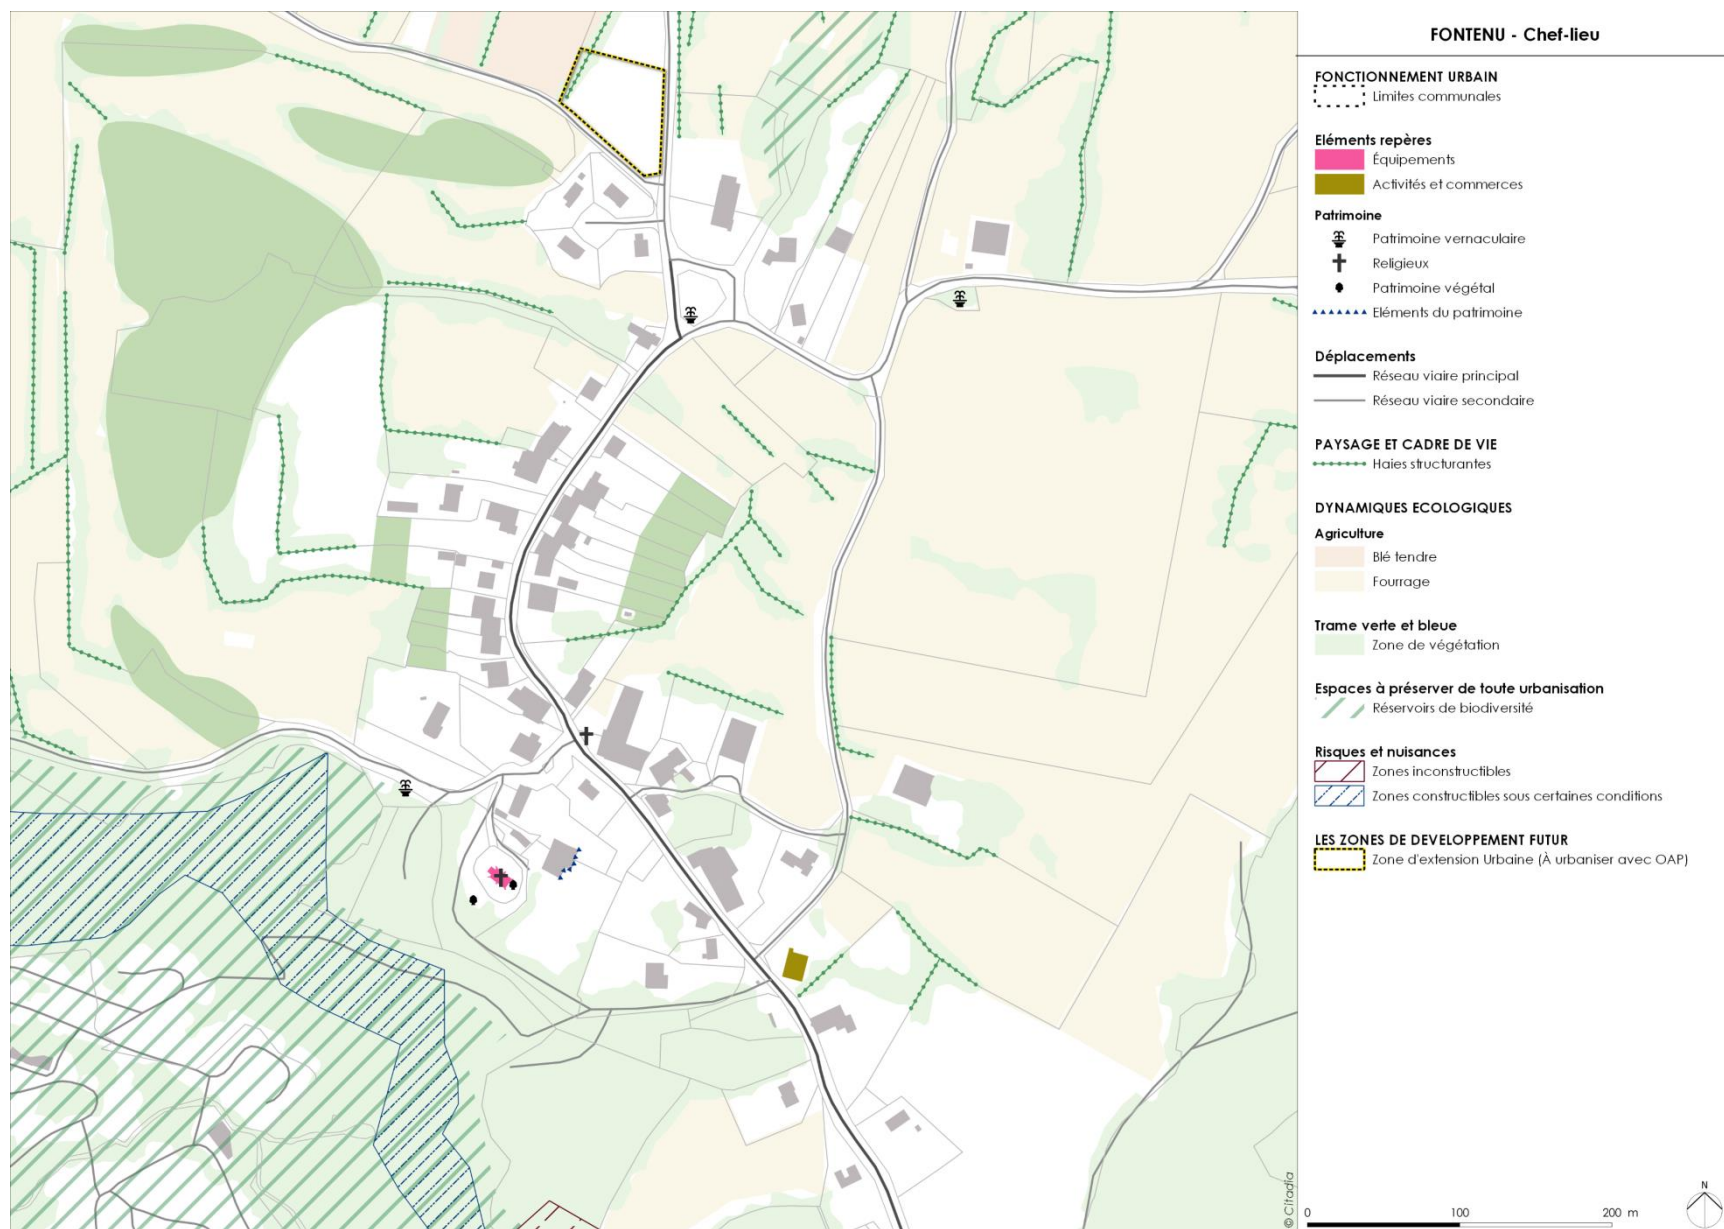 FONTENU - Chef-lieu
FONCTIONNEMENT URBAIN
Limites communales
Eléments repères
Équipements
Activités et commerces
Patrimoine
Patrimoine vernaculaire
Religieux
Patrimoine végétal
Eléments du patrimoine
Déplacements
Réseau viaire principal
Réseau viaire secondaire
PAYSAGE ET CADRE DE VIE
Haies structurantes
DYNAMIQUES ECOLOGIQUES
Agriculture
Blé tendre
Fourrage
Trame verte et bleue
Zone de végétation
Espaces à préserver de toute urbanisation
Réservoirs de biodiversité
Risques et nuisances
Zones inconstructibles
Zones constructibles sous certaines conditions
LES ZONES DE DEVELOPPEMENT FUTUR
Zone d'extension Urbaine (À urbaniser avec OAP)
© Citadia
0 100 200 m
N